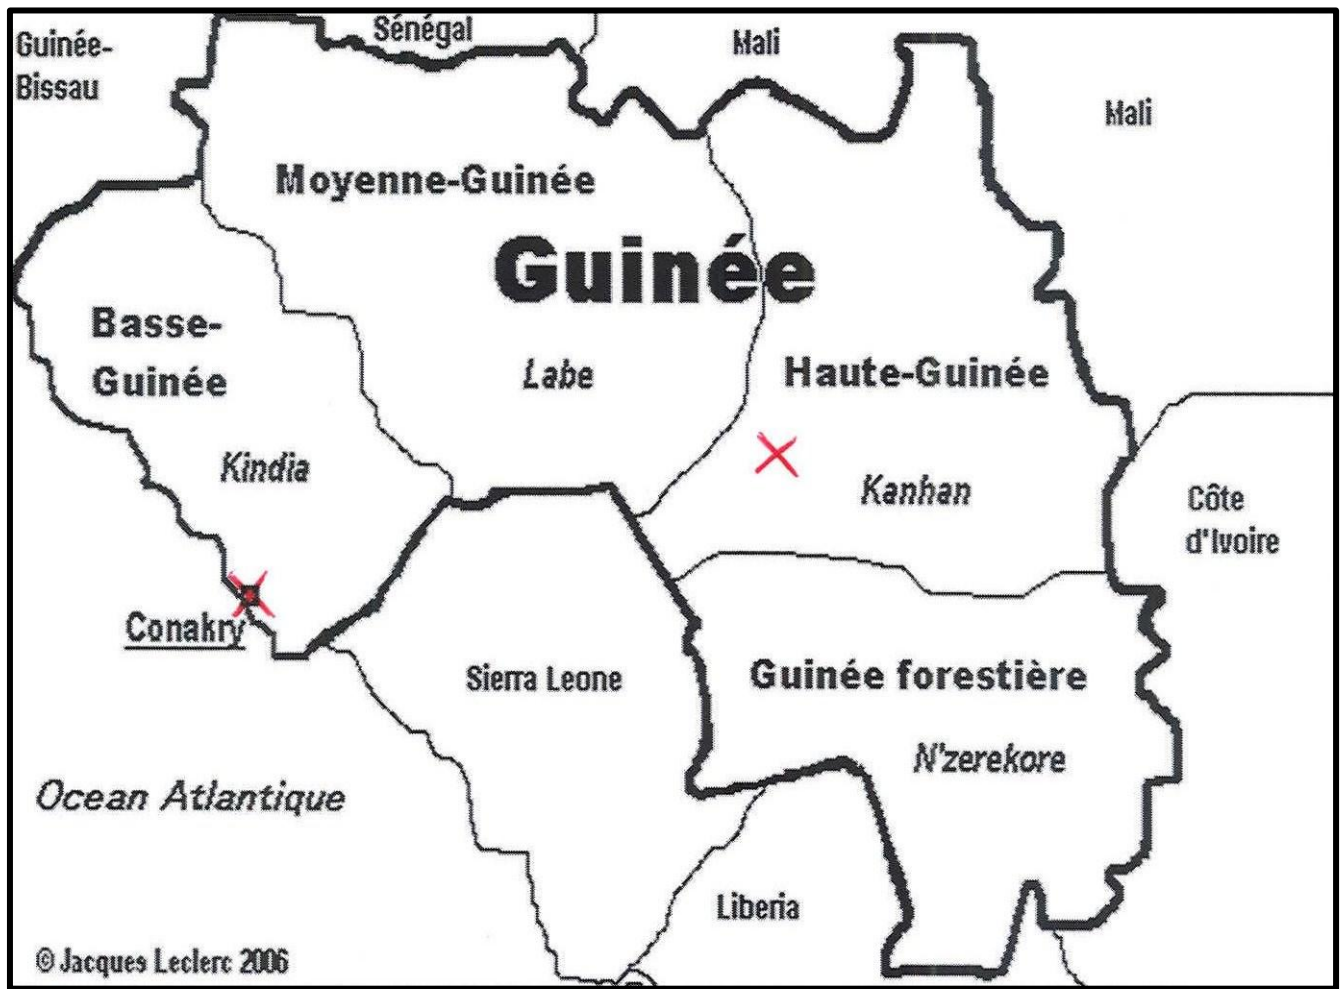 Guinée-
Bissau
Sénégal
Mali
Mali
Moyenne-Guinée
Guinée
Basse-
Guinée
Labe
Haute-Guinée
Kindia
Kanhan
Côte
d'Ivoire
Conakry
Sierra Leone
Guinée forestière
N'zerekore
Ocean Atlantique
Liberia
© Jacques Leclerc 2006